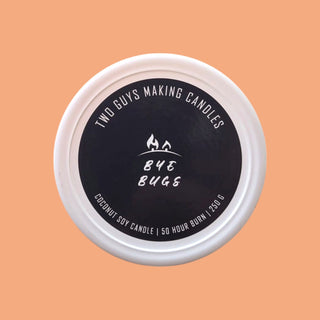 TWO GUYS MAKING CANDLES
BYE
BUGS
COCONUT SOY CANDLE | 50 HOUR BURN | 250 G